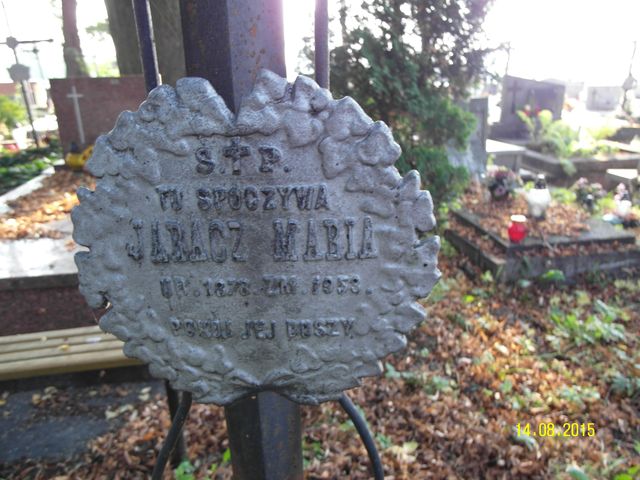 Ś.✝P.
TU SPOCZYWA
JARACZ MARIA
UR. 1878. ZM. 1953.
POKÓJ JEJ DUSZY.
14.08.2015